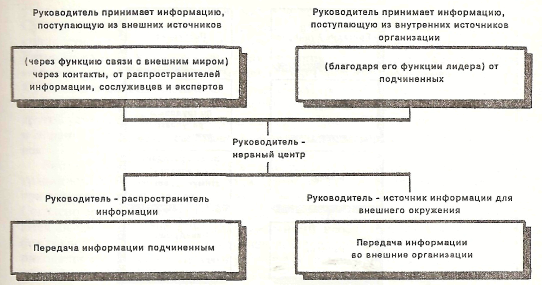 Руководитель принимает информацию,
поступающую из внешних источников
(через функцию связи с внешним миром)
через контакты, от распространителей
информации, сослуживцев и экспертов
Руководитель принимает информацию,
поступающую из внутренних источников
организации
(благодаря его функции лидера) от
подчиненных
Руководитель -
нервный центр
Руководитель - распространитель
информации
Передача информации подчиненным
Руководитель - источник информации для
внешнего окружения
Передача информации
во внешние организации